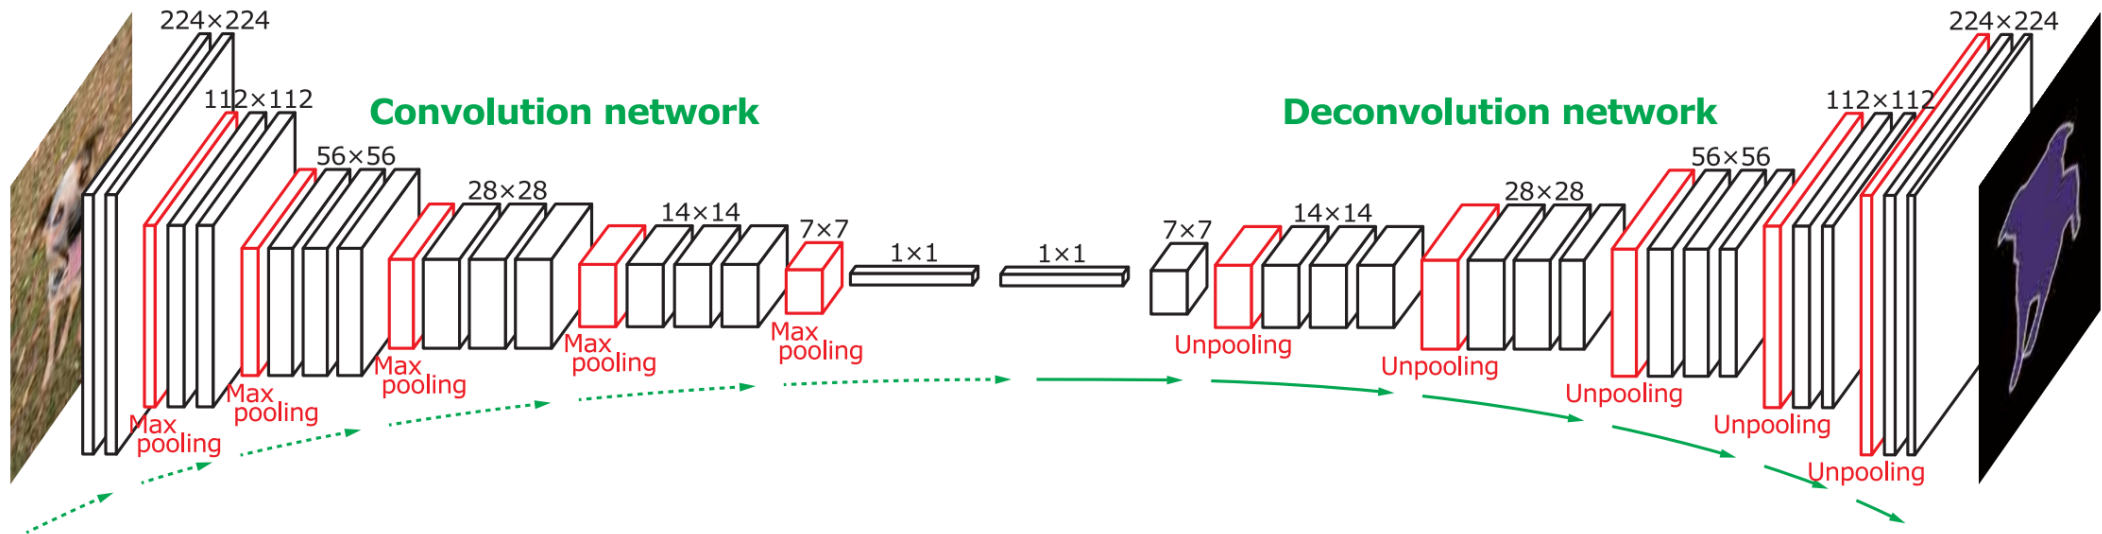 224×224
112×112
56×56
28×28
14×14
7×7
1×1
1×1
7×7
14×14
28×28
56×56
112×112
224×224
Convolution network
Deconvolution network
Max
pooling
Max
pooling
Max
pooling
Max
pooling
Max
pooling
Unpooling
Unpooling
Unpooling
Unpooling
Unpooling